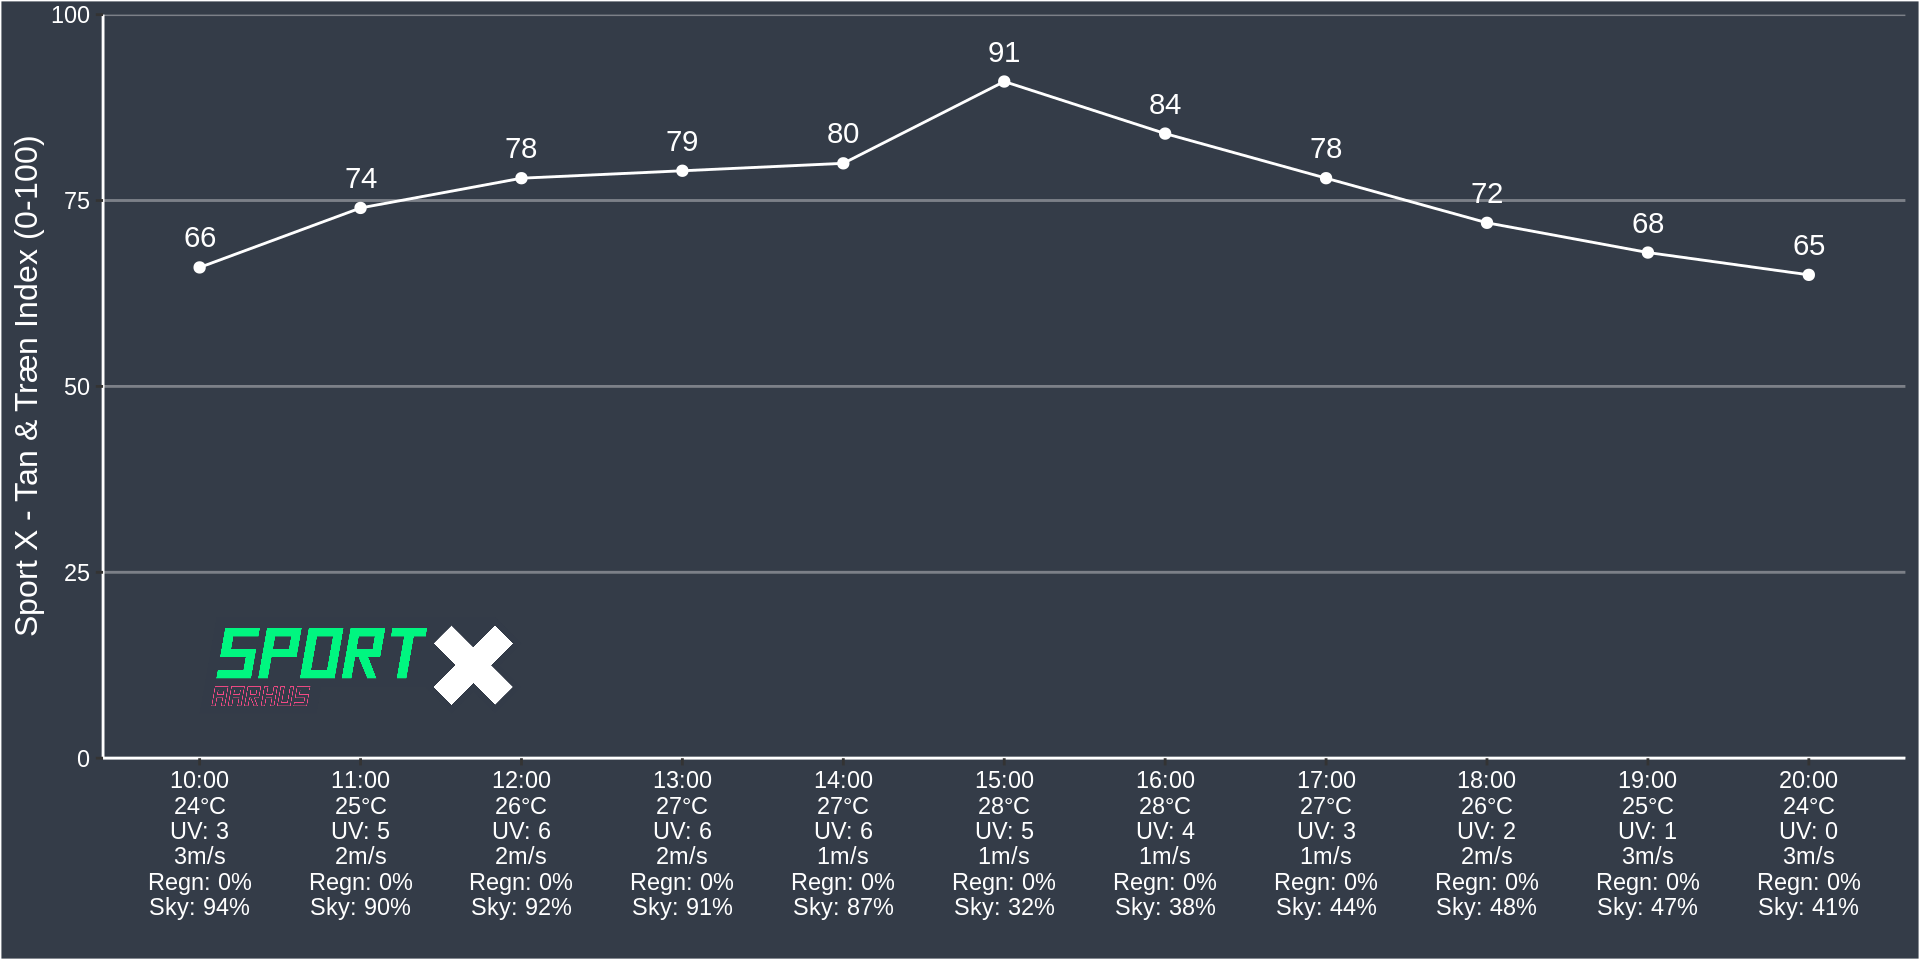 Sport X - Tan & Træn Index (0-100)
100
75
50
25
0
66
74
78
79
80
91
84
78
72
68
65
SPORT X
AARHUS
10:00 11:00 12:00 13:00 14:00 15:00 16:00 17:00 18:00 19:00 20:00
24°C 25°C 26°C 27°C 27°C 28°C 28°C 27°C 26°C 25°C 24°C
UV: 3 UV: 5 UV: 6 UV: 6 UV: 6 UV: 5 UV: 4 UV: 3 UV: 2 UV: 1 UV: 0
3m/s 2m/s 2m/s 2m/s 1m/s 1m/s 1m/s 1m/s 2m/s 3m/s 3m/s
Regn: 0% Regn: 0% Regn: 0% Regn: 0% Regn: 0% Regn: 0% Regn: 0% Regn: 0% Regn: 0% Regn: 0% Regn: 0%
Sky: 94% Sky: 90% Sky: 92% Sky: 91% Sky: 87% Sky: 32% Sky: 38% Sky: 44% Sky: 48% Sky: 47% Sky: 41%